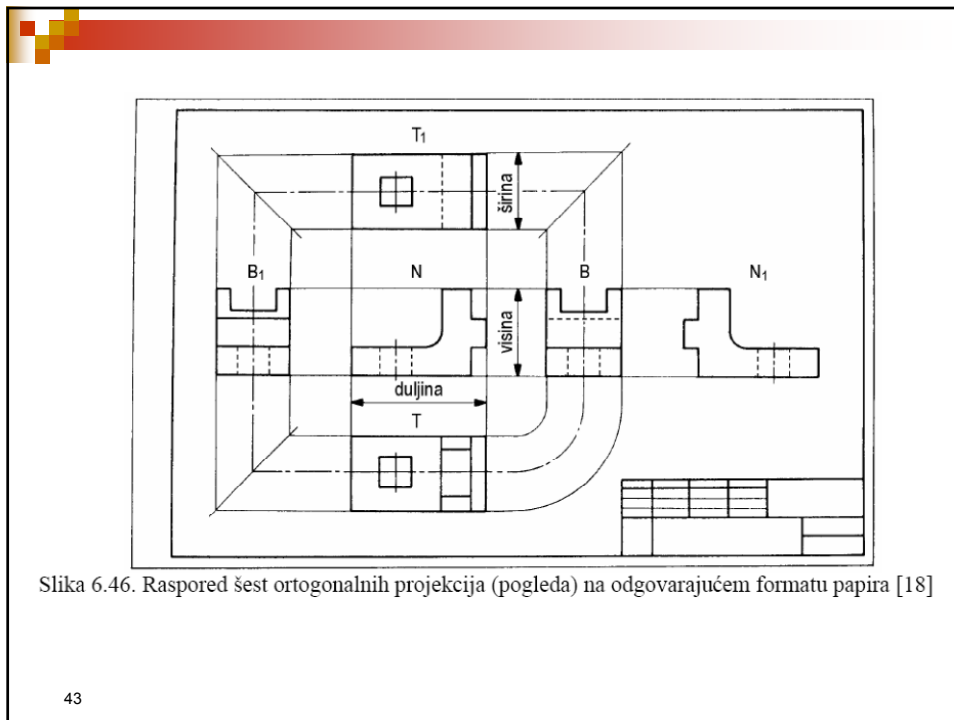 T1
širina
B1
N
B
N1
visina
duljina
T
Slika 6.46. Raspored šest ortogonalnih projekcija (pogleda) na odgovarajućem formatu papira [18]
43